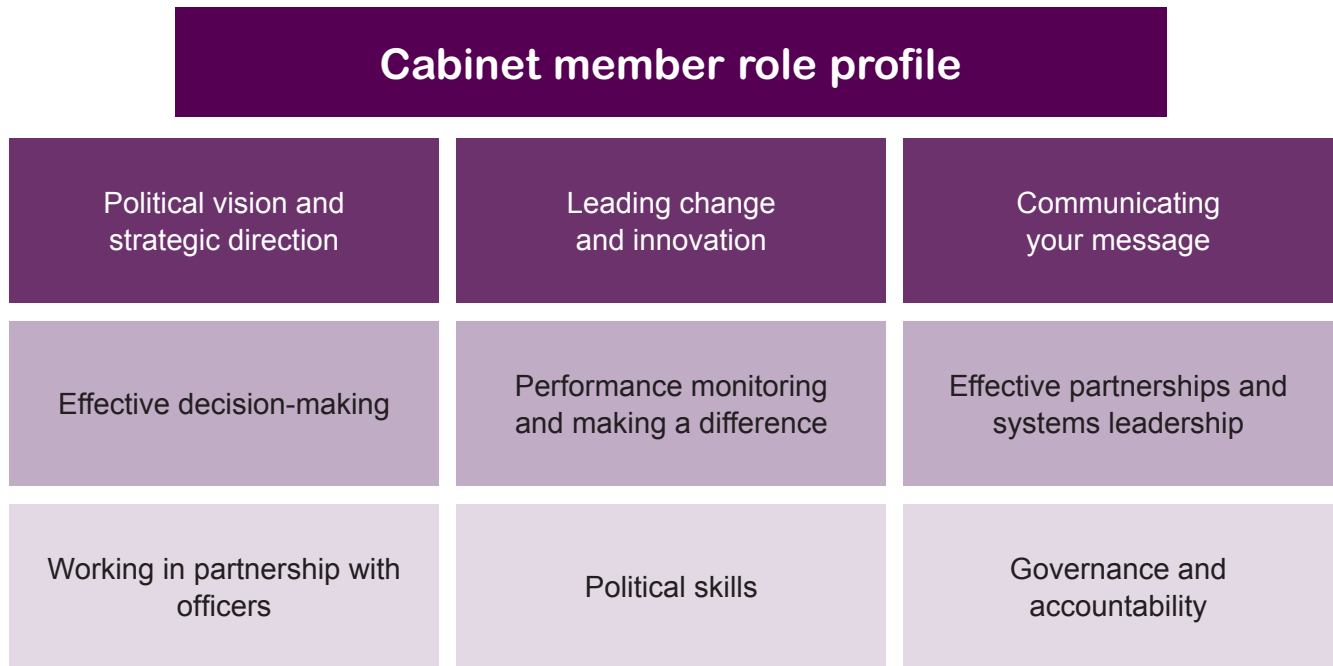 Cabinet member role profile
Political vision and
strategic direction
Leading change
and innovation
Communicating
your message
Effective decision-making
Performance monitoring
and making a difference
Effective partnerships and
systems leadership
Working in partnership with
officers
Political skills
Governance and
accountability